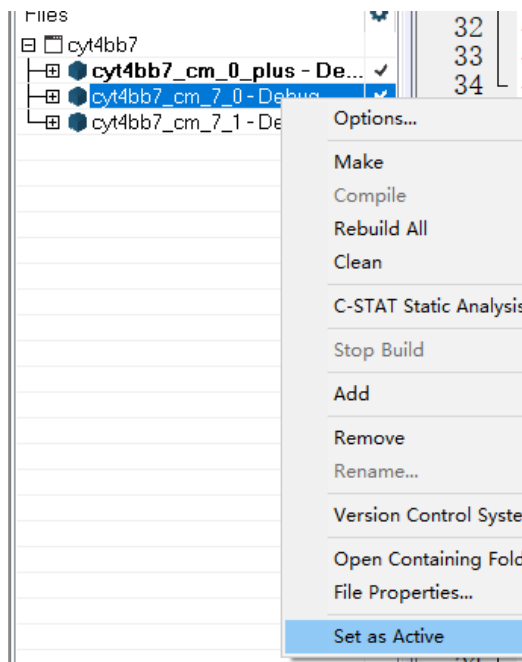 Files
cyt4bb7
cyt4bb7_cm_0_plus - De...
cyt4bb7_cm_7_0 - Debug
cyt4bb7_cm_7_1 - De
32
33
34
Options...
Make
Compile
Rebuild All
Clean
C-STAT Static Analysis
Stop Build
Add
Remove
Rename...
Version Control Syste
Open Containing Fold
File Properties...
Set as Active